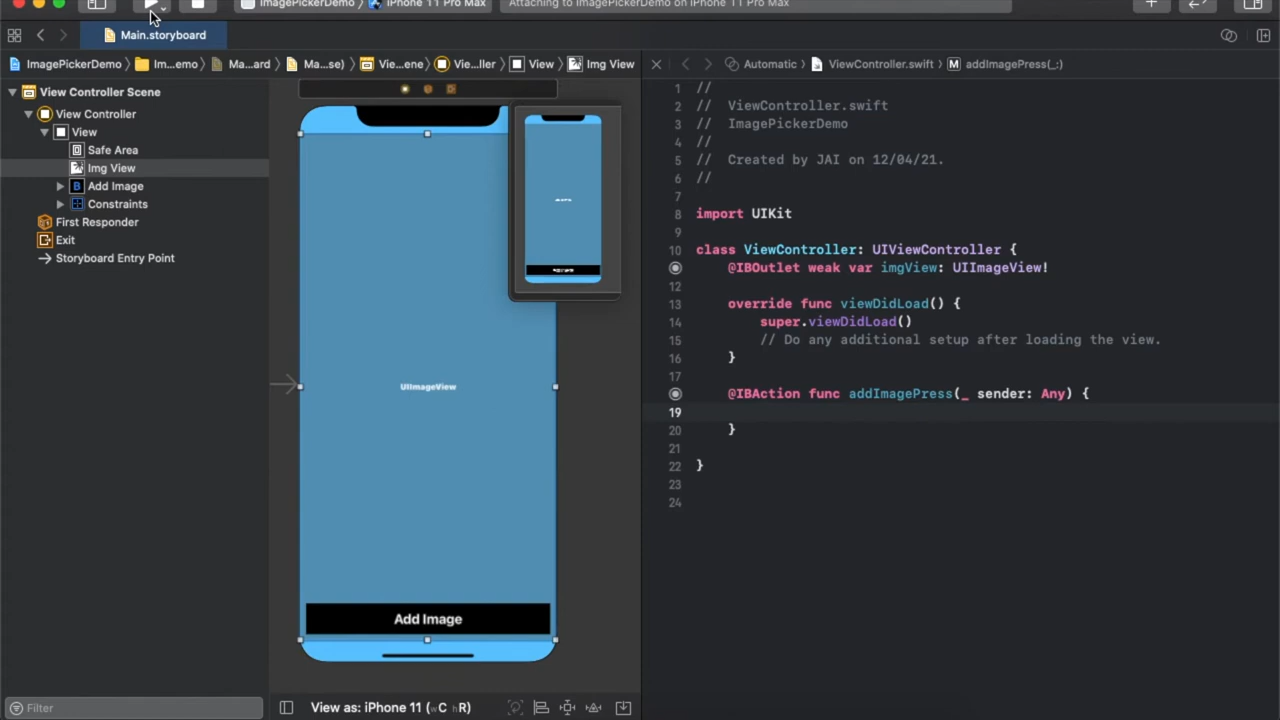 ImagePickerDemo
iPhone 11 Pro Max
Attaching to ImagePickerDemo on iPhone 11 Pro Max
Main.storyboard
ImagePickerDemo
Im...emo
Ma...ard
Ma...se)
Vie...ene
Vie...ller
View
Img View
Automatic
ViewController.swift
addImagePress(_:)
View Controller Scene
View Controller
View
Safe Area
Img View
B Add Image
Constraints
First Responder
Exit
Storyboard Entry Point
UIImageView
Add Image
1 //
2 // ViewController.swift
3 // ImagePickerDemo
4 //
5 // Created by JAI on 12/04/21.
6 //
7
8 import UIKit
9
10 class ViewController: UIViewController {
@IBOutlet weak var imgView: UIImageView!
12
13 override func viewDidLoad() {
14 super.viewDidLoad()
15 // Do any additional setup after loading the view.
16 }
17
@IBAction func addImagePress(_ sender: Any) {
19
20 }
21
22 }
23
24
Filter
View as: iPhone 11 (wC hR)